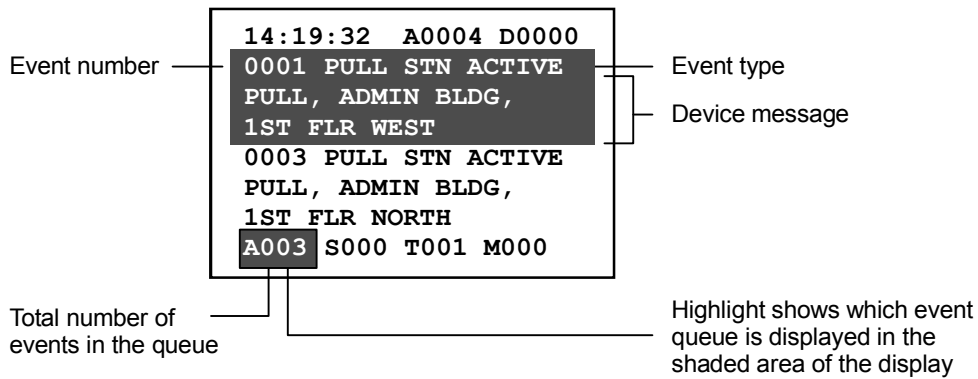 14:19:32 A0004 D0000
Event number
0001 PULL STN ACTIVE
Event type
PULL, ADMIN BLDG,
Device message
1ST FLR WEST
0003 PULL STN ACTIVE
PULL, ADMIN BLDG,
1ST FLR NORTH
A003 S000 T001 M000
Total number of
events in the queue
Highlight shows which event
queue is displayed in the
shaded area of the display